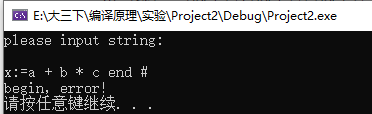 E:\大三下\编译原理\实验\Project2\Debug\Project2.exe
please input string:
x:=a + b * c end #
begin, error!
请按任意键继续. . .